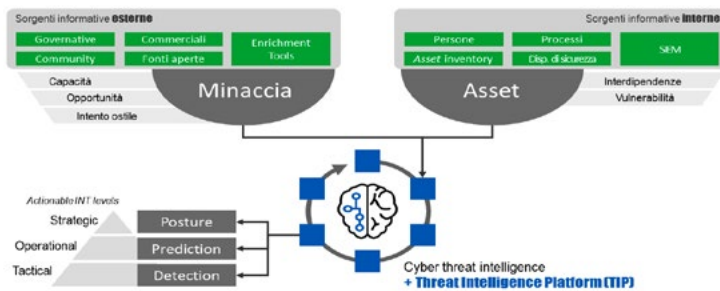 Sorgenti informative esterne
Governative
Commerciali
Enrichment
Tools
Community
Fonti aperte
Minaccia
Capacità
Opportunità
Intento ostile
Sorgenti informative interne
Persone
Processi
SEM
Asset inventory
Disp. di sicurezza
Asset
Interdipendenze
Vulnerabilità
Actionable INT levels
Strategic
Posture
Operational
Prediction
Tactical
Detection
Cyber threat intelligence
+ Threat Intelligence Platform (TIP)